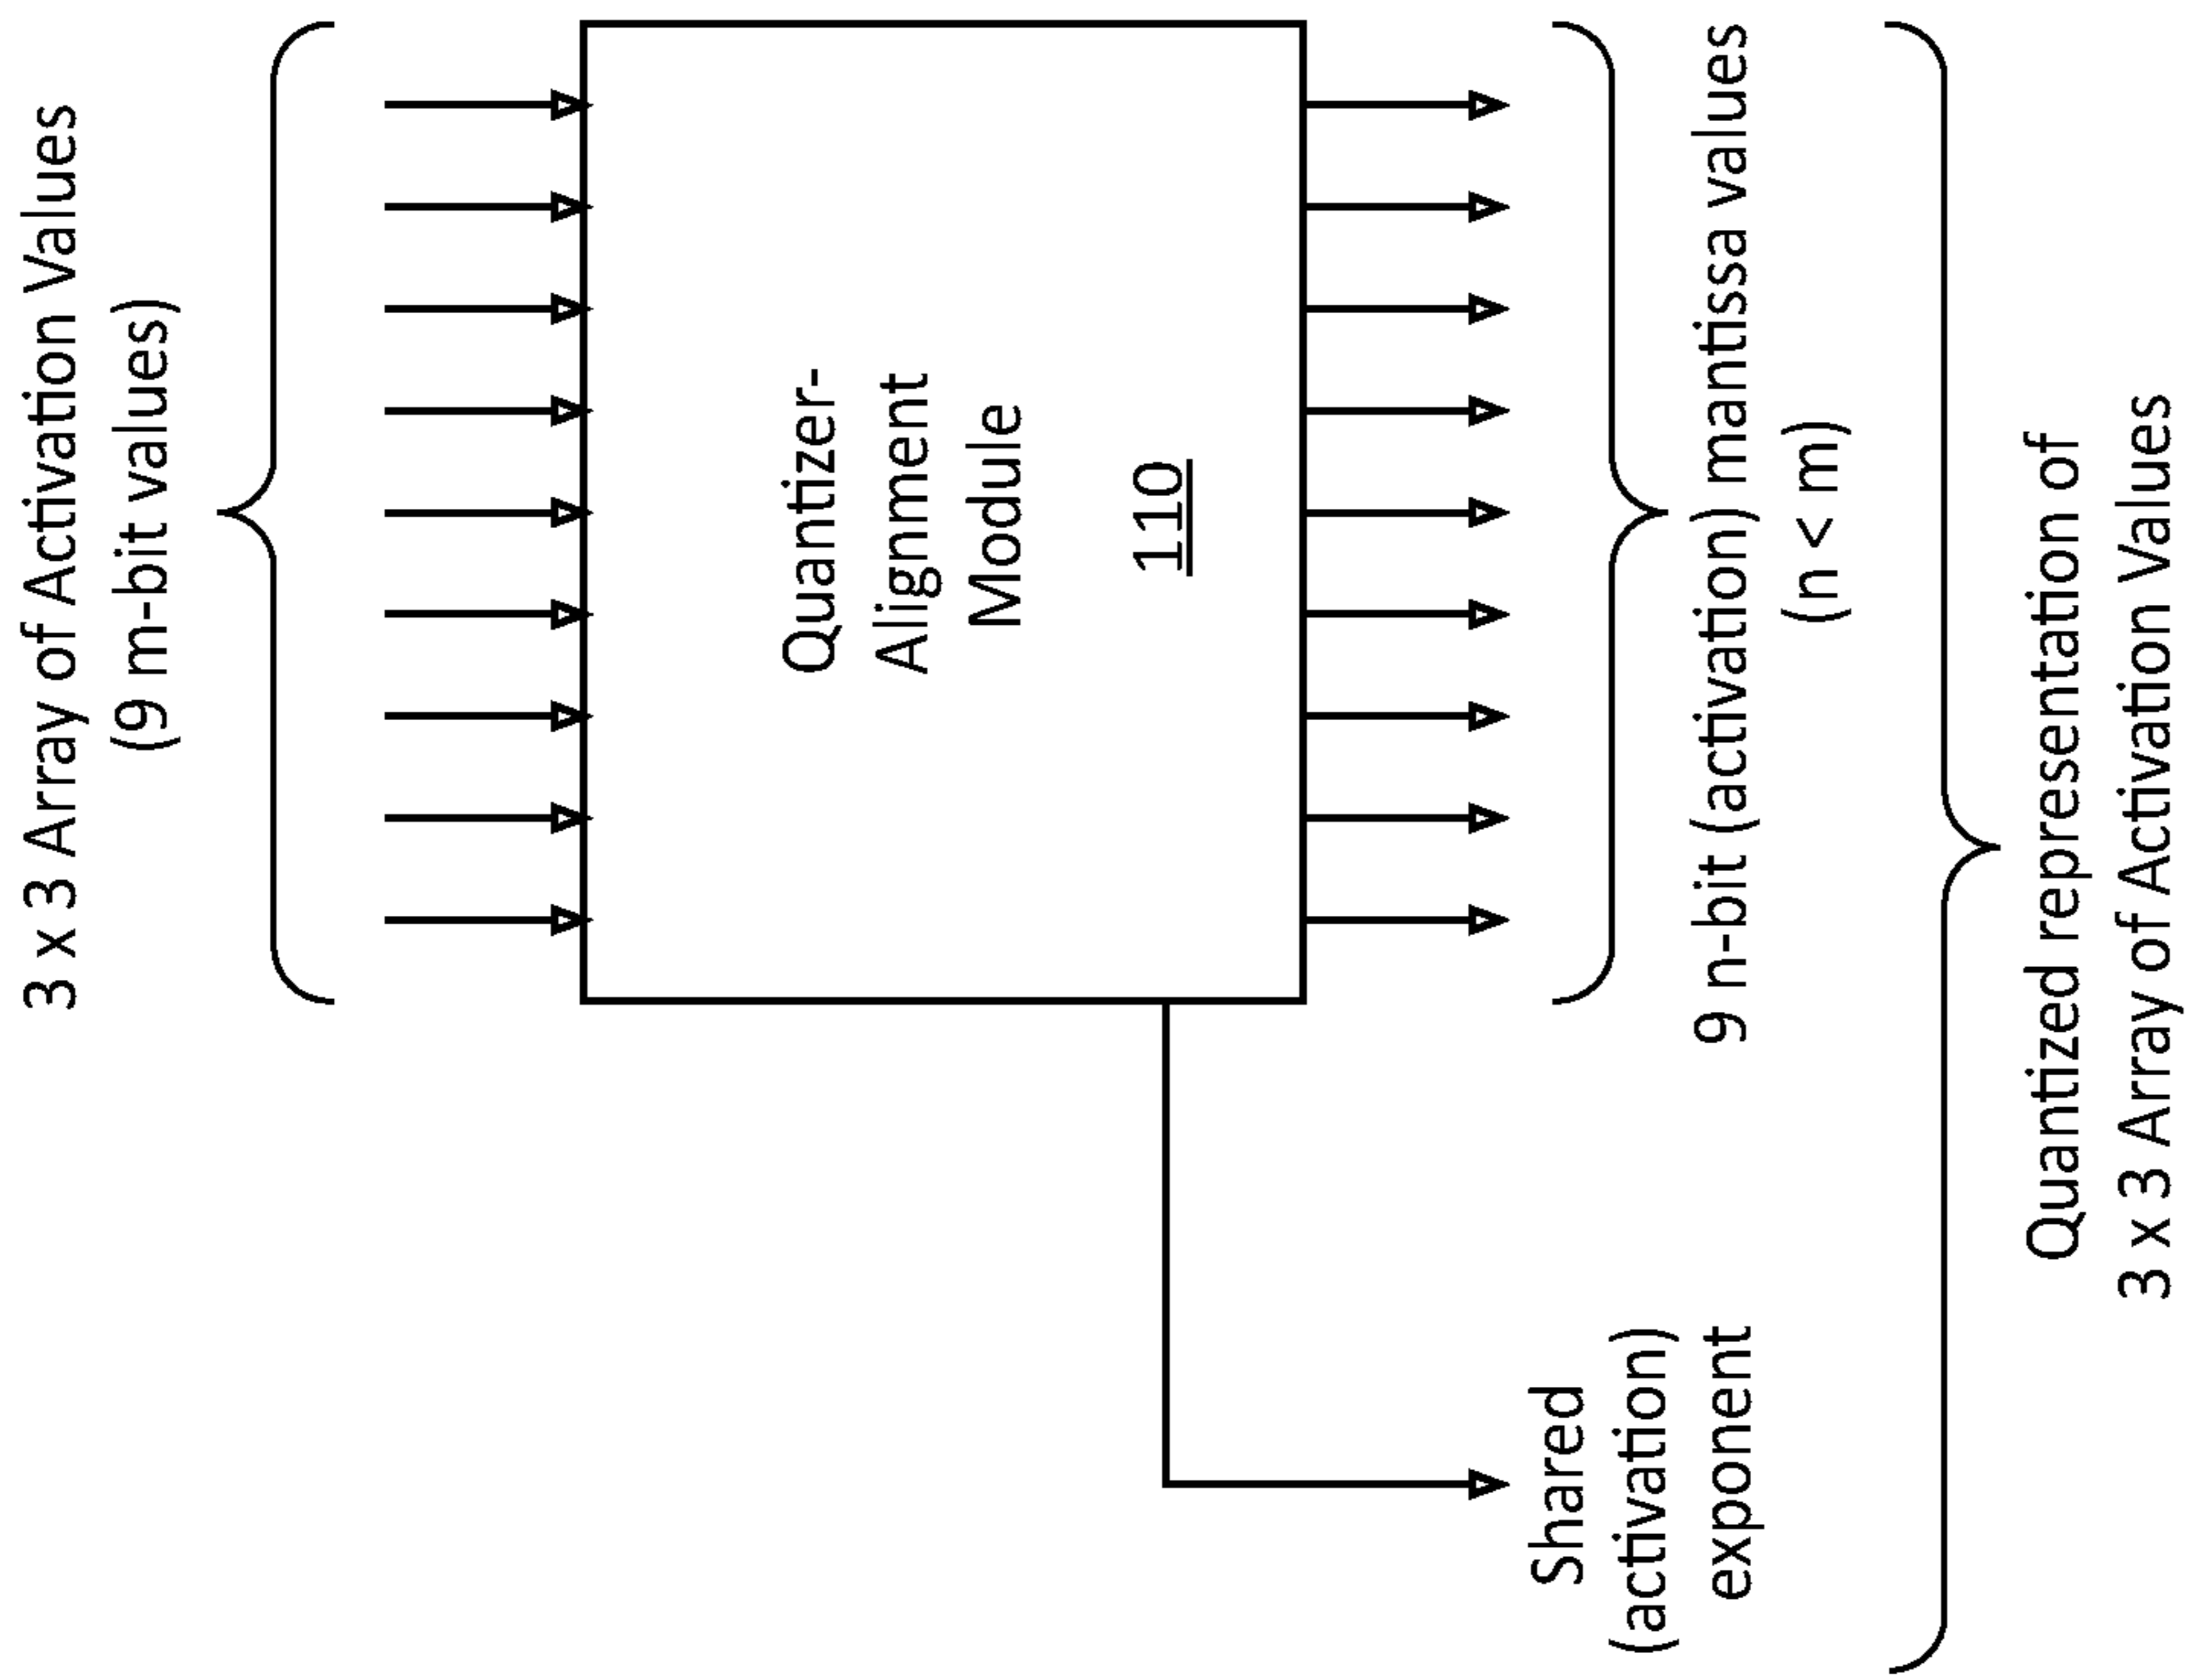 3 x 3 Array of Activation Values
(9 m-bit values)
Quantizer-
Alignment
Module
110
Shared
(activation)
exponent
9 n-bit (activation) mantissa values
(n < m)
Quantized representation of
3 x 3 Array of Activation Values